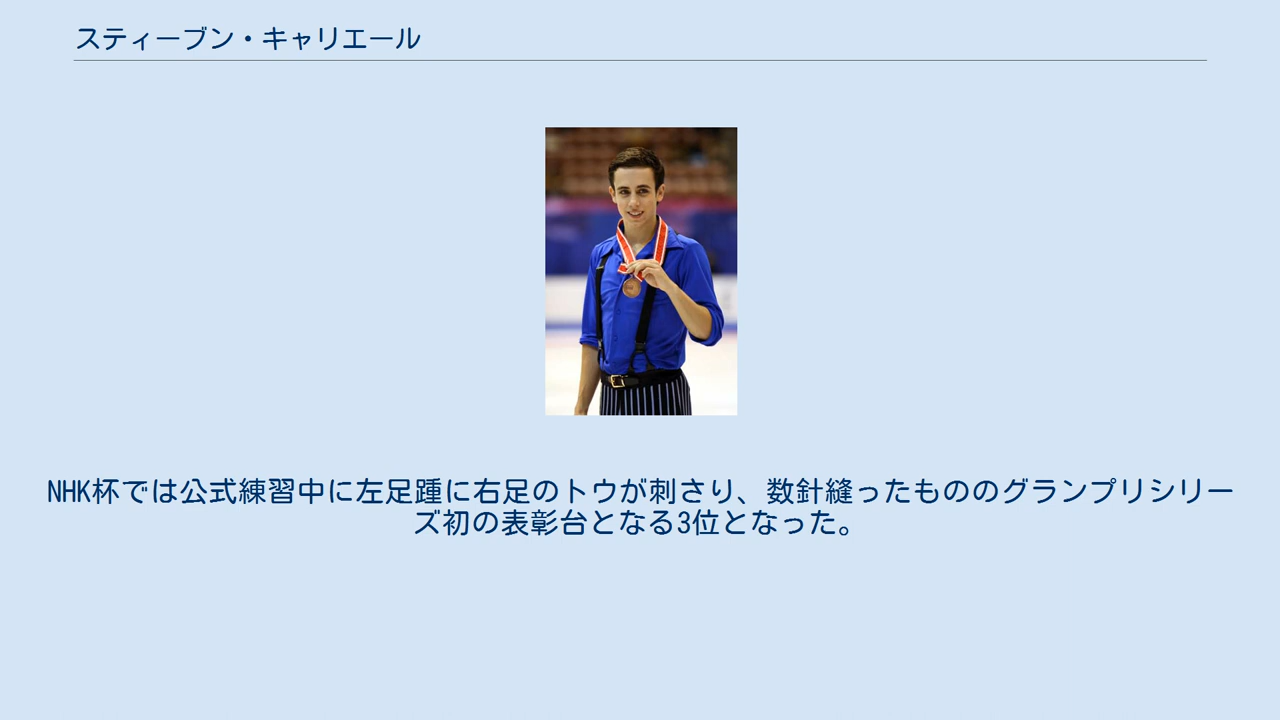 スティーブン・キャリエール
NHK杯では公式練習中に左足踵に右足のトウが刺さり、数針縫ったもののグランプリシリー
ズ初の表彰台となる3位となった。